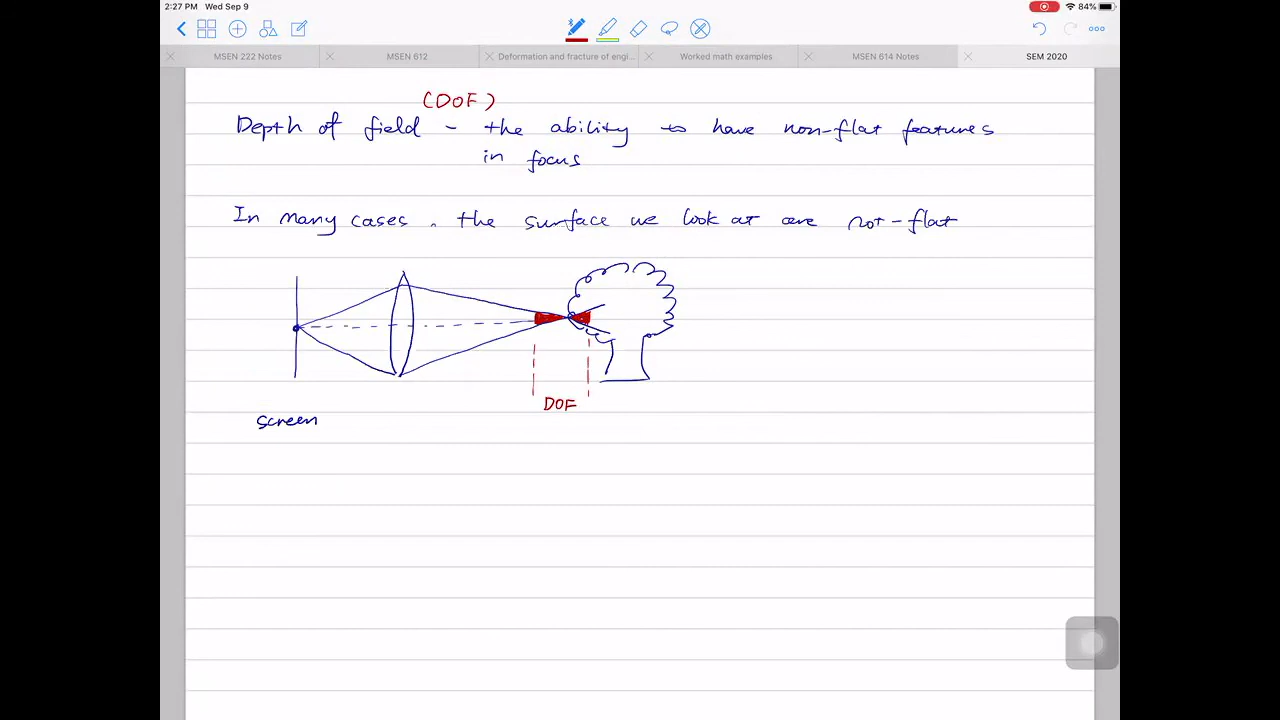 2:27 PM Wed Sep 9
84%
MSEN 222 Notes
MSEN 612
Deformation and fracture of engi...
Worked math examples
MSEN 614 Notes
SEM 2020
(DOF)
Depth of field - the ability to have non-flat features
in focus
In many cases, the surface we look at are not-flat
DOF
screen